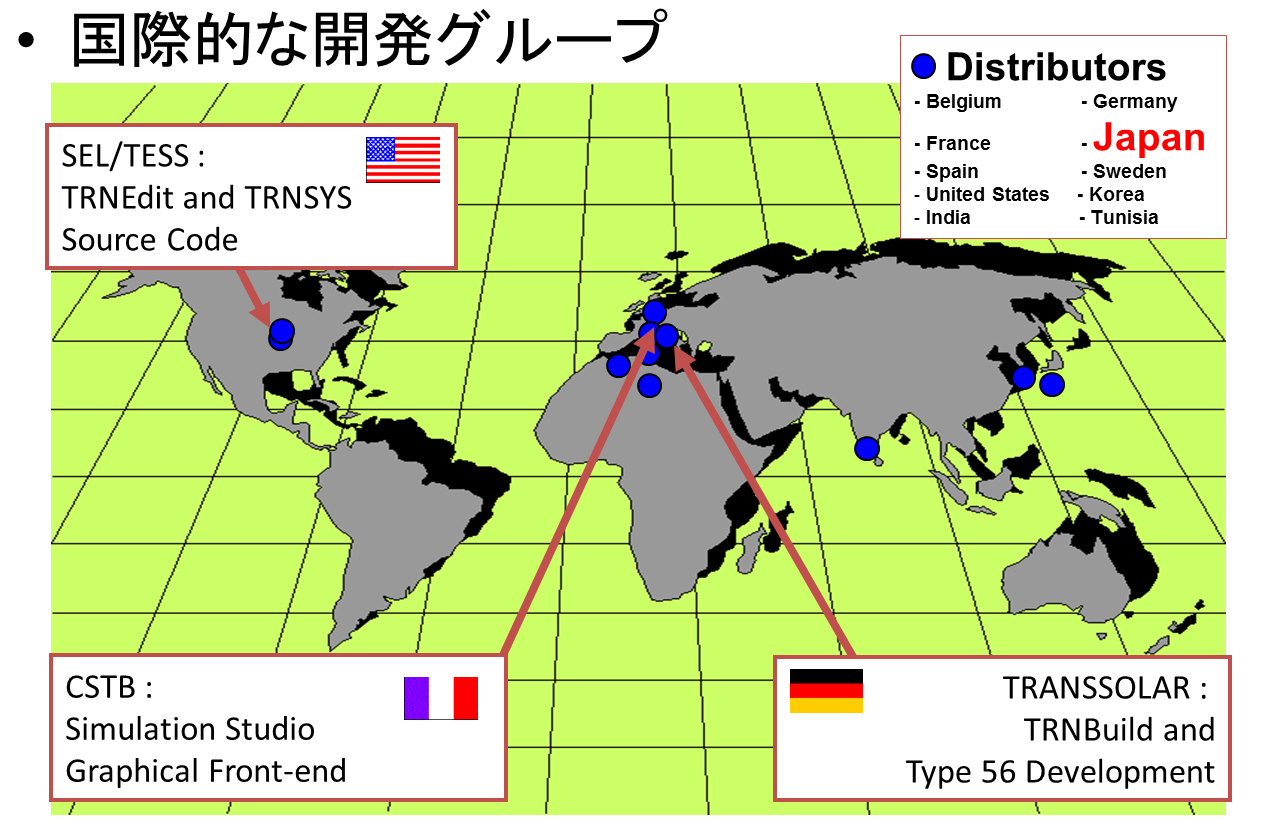 • 国際的な開発グループ
Distributors
- Belgium - Germany
- France - Japan
- Spain - Sweden
- United States - Korea
- India - Tunisia
SEL/TESS :
TRNEdit and TRNSYS
Source Code
CSTB :
Simulation Studio
Graphical Front-end
TRANSSOLAR :
TRNBuild and
Type 56 Development